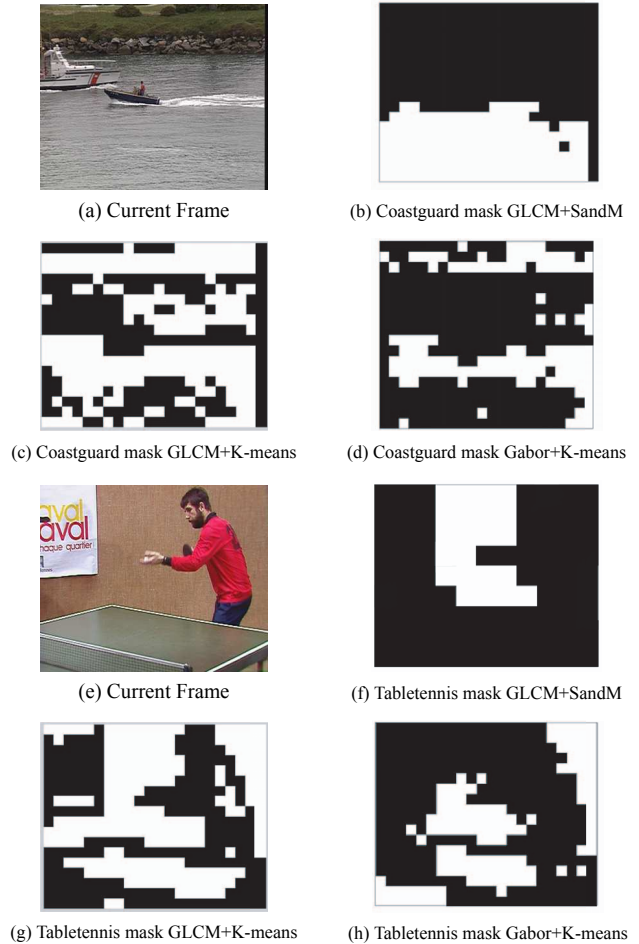 (a) Current Frame
(b) Coastguard mask GLCM+SandM
(c) Coastguard mask GLCM+K-means
(d) Coastguard mask Gabor+K-means
aval
aval
naque quartier
(e) Current Frame
(f) Tabletennis mask GLCM+SandM
(g) Tabletennis mask GLCM+K-means
(h) Tabletennis mask Gabor+K-means